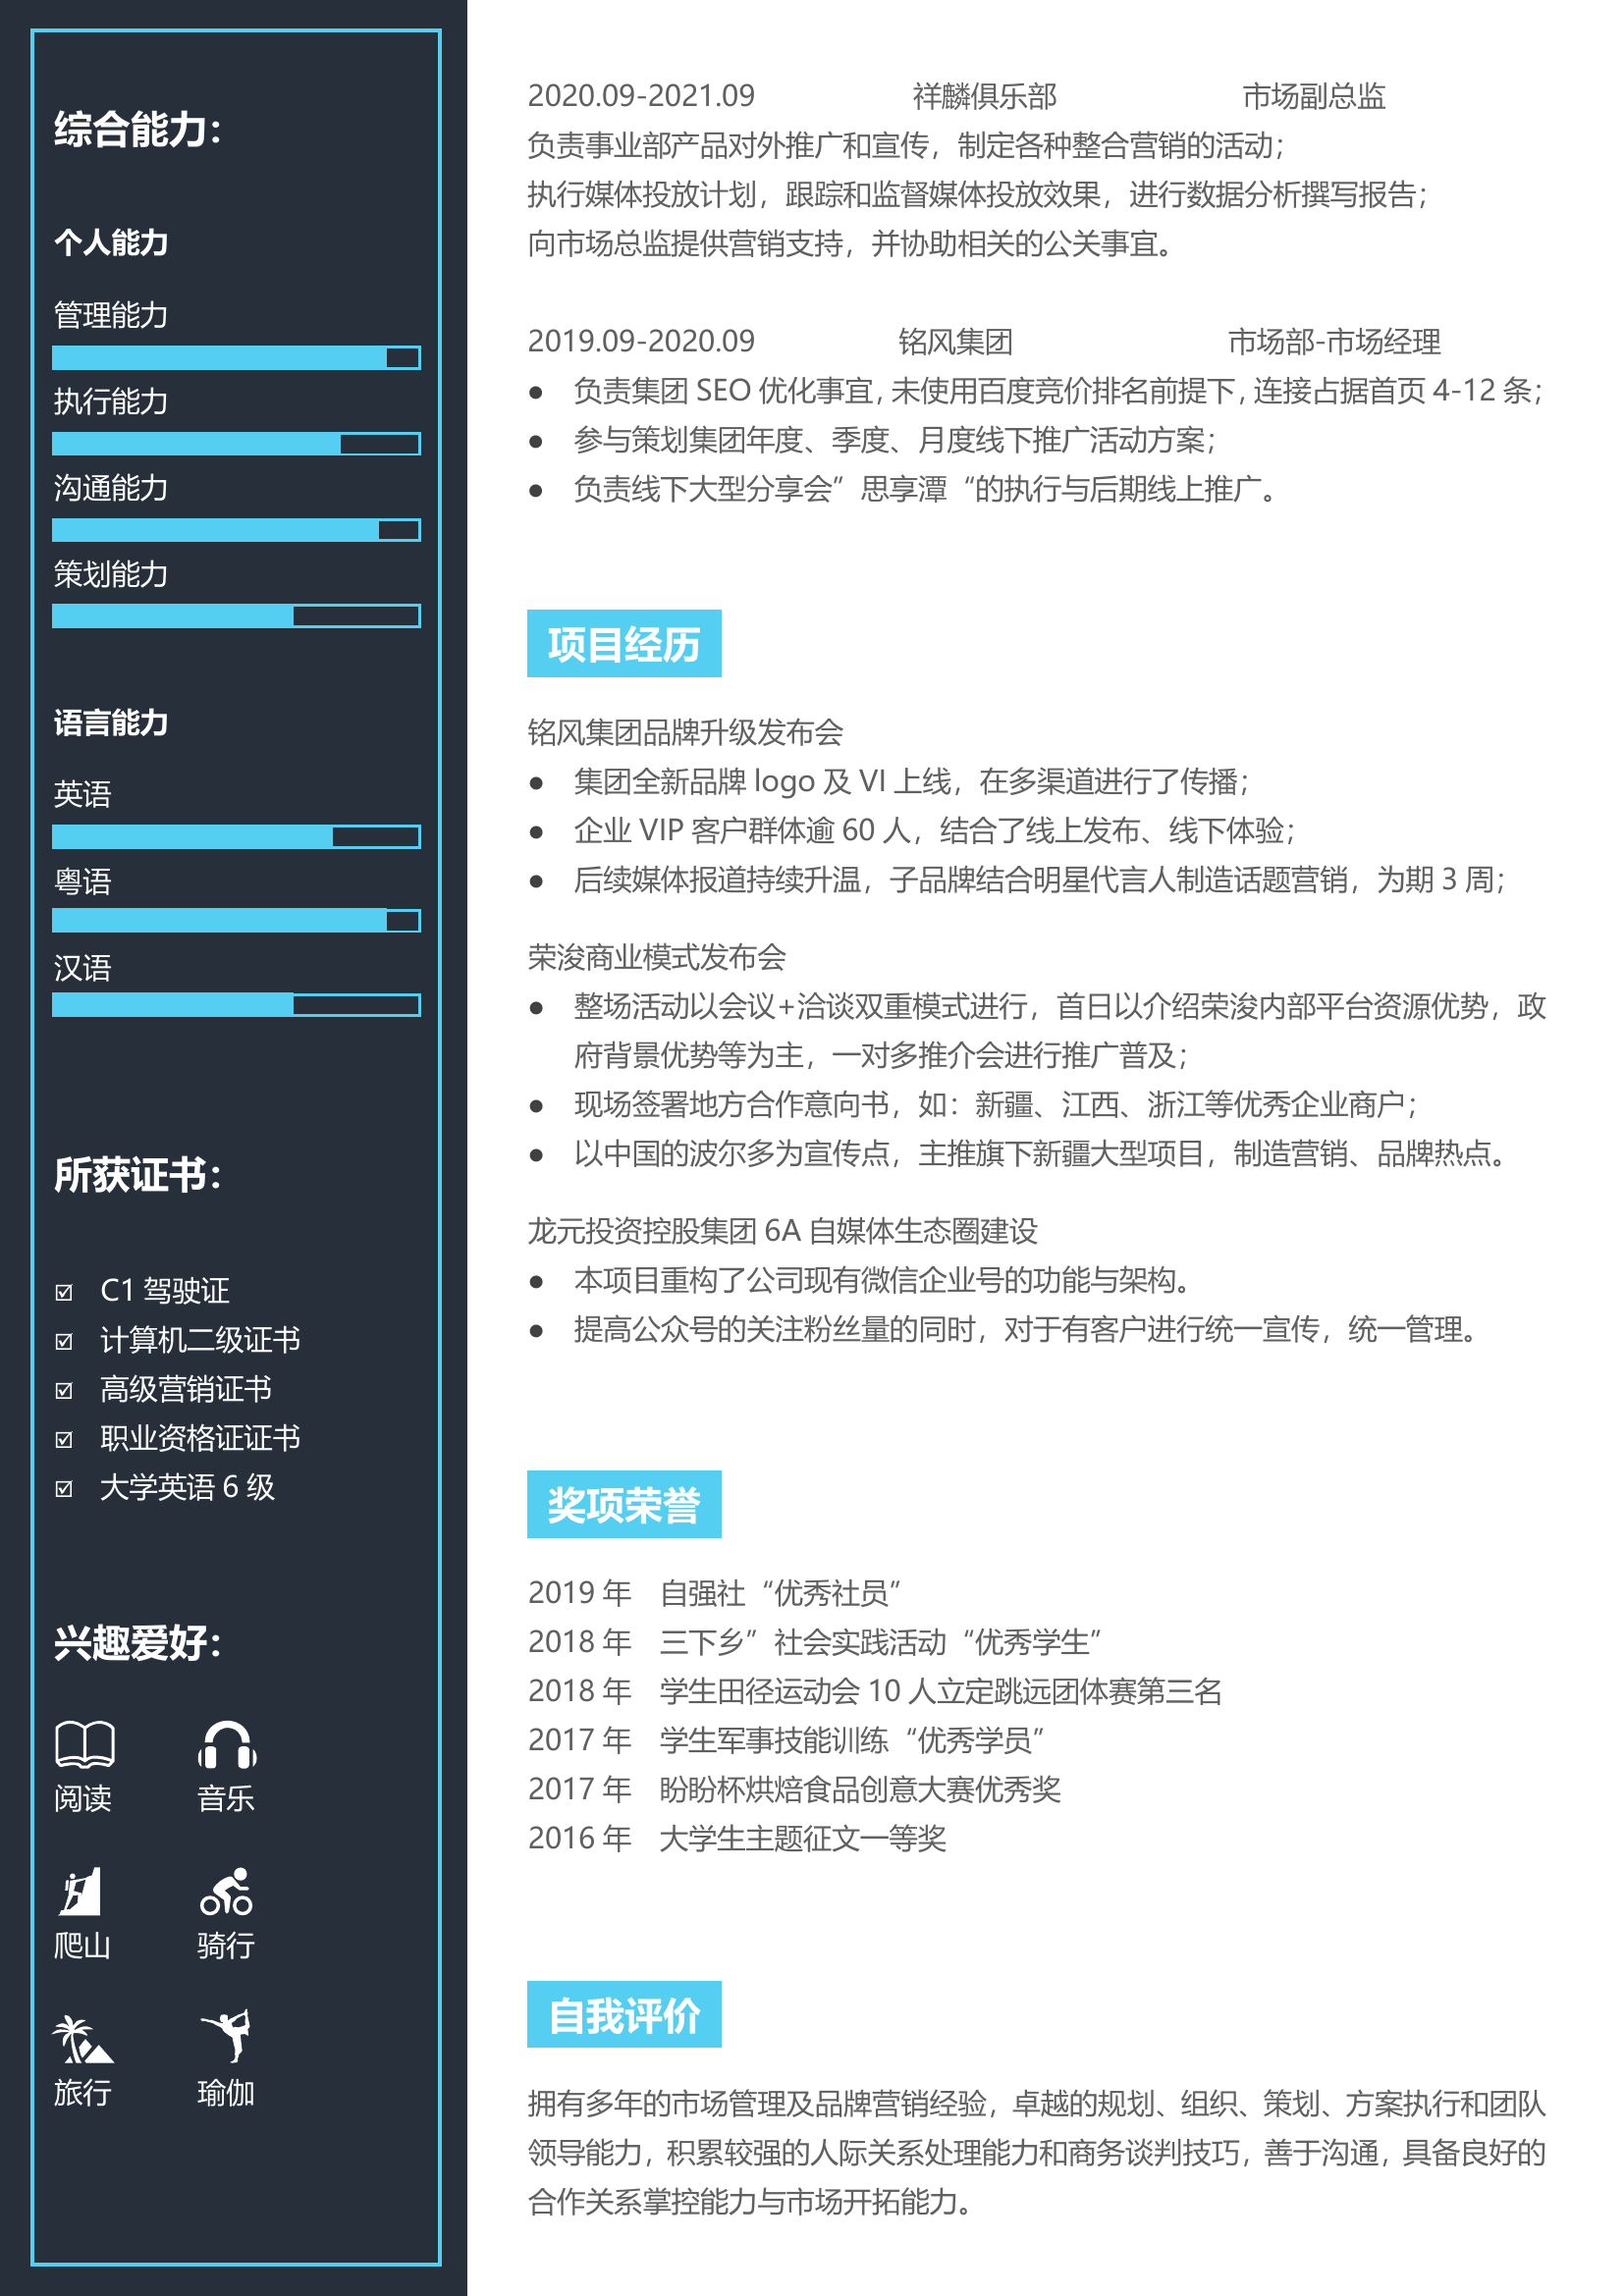 综合能力：
个人能力
管理能力
执行能力
沟通能力
策划能力
语言能力
英语
粤语
汉语
所获证书：
C1 驾驶证
计算机二级证书
高级营销证书
职业资格证证书
大学英语 6 级
兴趣爱好：
阅读 音乐
爬山 骑行
旅行 瑜伽
2020.09-2021.09 祥麟俱乐部 市场副总监
负责事业部产品对外推广和宣传，制定各种整合营销的活动；
执行媒体投放计划，跟踪和监督媒体投放效果，进行数据分析撰写报告；
向市场总监提供营销支持，并协助相关的公关事宜。
2019.09-2020.09 铭风集团 市场部-市场经理
● 负责集团 SEO 优化事宜，未使用百度竞价排名前提下，连接占据首页 4-12 条；
● 参与策划集团年度、季度、月度线下推广活动方案；
● 负责线下大型分享会”思享潭“的执行与后期线上推广。
项目经历
铭风集团品牌升级发布会
● 集团全新品牌 logo 及 VI 上线，在多渠道进行了传播；
● 企业 VIP 客户群体逾 60 人，结合了线上发布、线下体验；
● 后续媒体报道持续升温，子品牌结合明星代言人制造话题营销，为期 3 周；
荣浚商业模式发布会
● 整场活动以会议+洽谈双重模式进行，首日以介绍荣浚内部平台资源优势，政
府背景优势等为主，一对多推介会进行推广普及；
● 现场签署地方合作意向书，如：新疆、江西、浙江等优秀企业商户；
● 以中国的波尔多为宣传点，主推旗下新疆大型项目，制造营销、品牌热点。
龙元投资控股集团 6A 自媒体生态圈建设
● 本项目重构了公司现有微信企业号的功能与架构。
● 提高公众号的关注粉丝量的同时，对于有客户进行统一宣传，统一管理。
奖项荣誉
2019 年 自强社“优秀社员”
2018 年 三下乡”社会实践活动“优秀学生”
2018 年 学生田径运动会 10 人立定跳远团体赛第三名
2017 年 学生军事技能训练“优秀学员”
2017 年 盼盼杯烘焙食品创意大赛优秀奖
2016 年 大学生主题征文一等奖
自我评价
拥有多年的市场管理及品牌营销经验，卓越的规划、组织、策划、方案执行和团队
领导能力，积累较强的人际关系处理能力和商务谈判技巧，善于沟通，具备良好的
合作关系掌控能力与市场开拓能力。